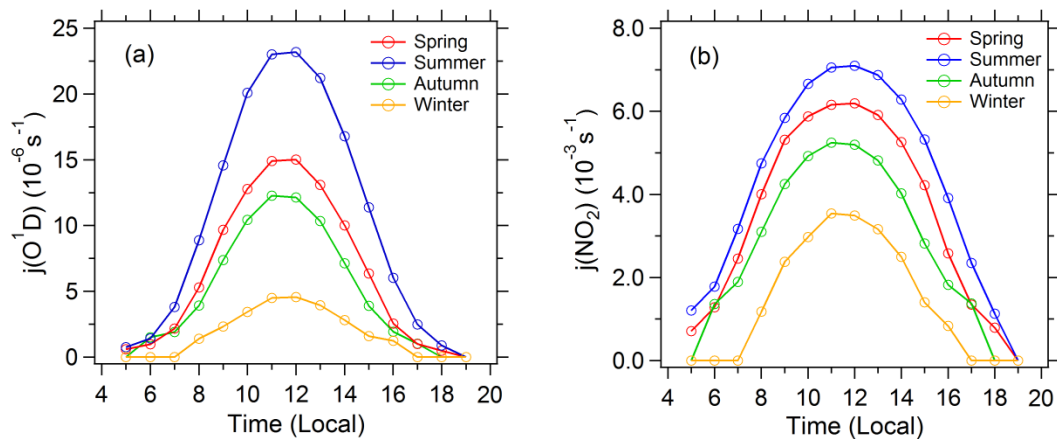 (a)
Spring
Summer
Autumn
Winter
j(O¹D) (10⁻⁶ s⁻¹)
25
20
15
10
5
0
4 6 8 10 12 14 16 18 20
Time (Local)
(b)
Spring
Summer
Autumn
Winter
j(NO₂) (10⁻³ s⁻¹)
8.0
6.0
4.0
2.0
0.0
4 6 8 10 12 14 16 18 20
Time (Local)